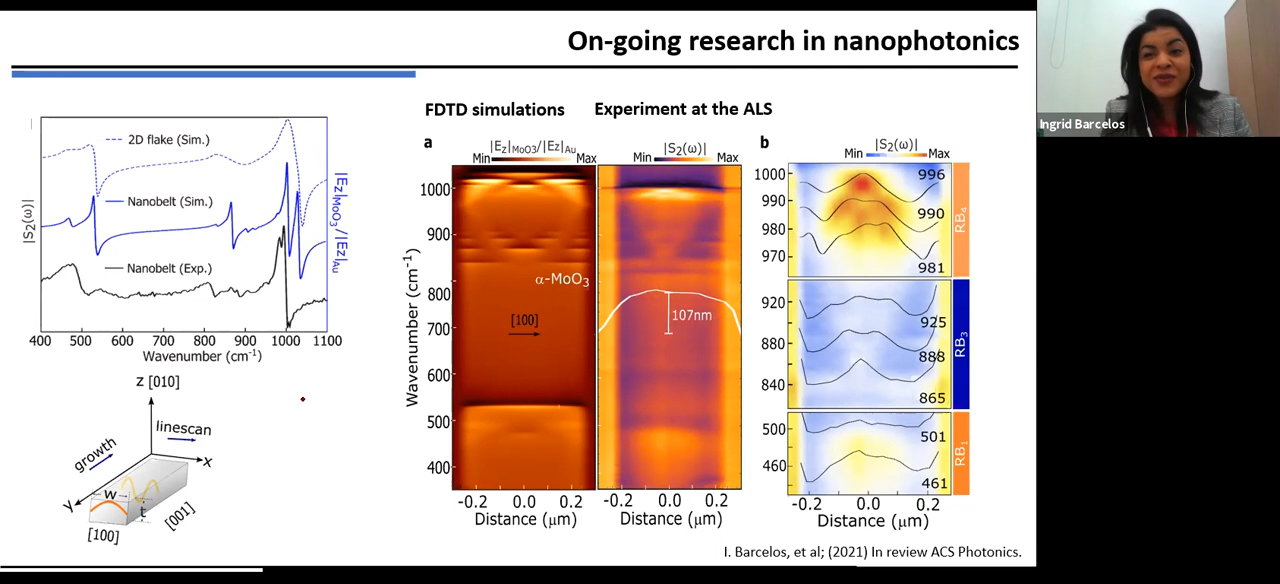 On-going research in nanophotonics
Ingrid Barcelos
|S₂(ω)|
2D flake (Sim.)
Nanobelt (Sim.)
Nanobelt (Exp.)
|Ez|MoO3/|Ez|Au
400 500 600 700 800 900 1000 1100
Wavenumber (cm⁻¹)
z [010]
linescan
growth
x
y
w
t
[100]
[001]
FDTD simulations
Experiment at the ALS
a
|Ez|MoO3/|Ez|Au
Min Max
|S₂(ω)|
Min Max
Wavenumber (cm⁻¹)
1000
900
800
700
600
500
400
α-MoO₃
[100]
107nm
-0.2 0.0 0.2
Distance (μm)
-0.2 0.0 0.2
Distance (μm)
b
|S₂(ω)|
Min Max
1000
990
980
970
996
990
981
RB₄
920
880
840
925
888
865
RB₃
500
460
501
461
RB₁
-0.2 0.0 0.2
Distance (μm)
I. Barcelos, et al; (2021) In review ACS Photonics.